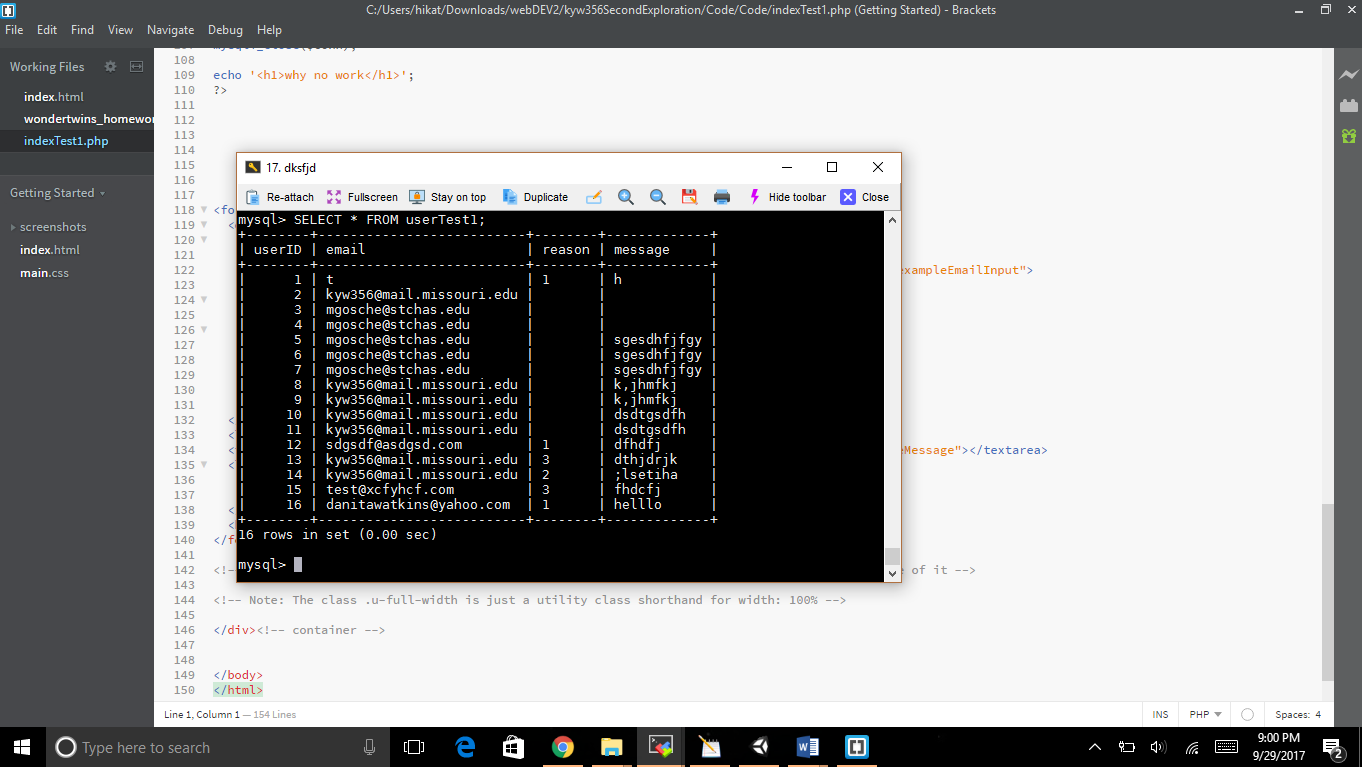 C:/Users/hikat/Downloads/webDEV2/kyw356SecondExploration/Code/Code/indexTest1.php (Getting Started) - Brackets
File Edit Find View Navigate Debug Help
Working Files
index.html
wondertwins_homewor
indexTest1.php
Getting Started
screenshots
index.html
main.css
108
109 echo '<h1>why no work</h1>';
110 ?>
111
112
113
114
115
116
117
118 <fo
119 <
120
121
122 exampleEmailInput">
123
124
125
126
127
128
129
130
131
132 <
133 <
134 < eMessage"></textarea>
135 <
136
137
138 <
139 <
140 </fo
141
142 <!-- e of it -->
143
144 <!-- Note: The class .u-full-width is just a utility class shorthand for width: 100% -->
145
146 </div><!-- container -->
147
148
149 </body>
150 </html>
17. dksfjd
Re-attach Fullscreen Stay on top Duplicate Hide toolbar Close
mysql> SELECT * FROM userTest1;
+--------+--------------------------+--------+-------------+
| userID | email | reason | message |
+--------+--------------------------+--------+-------------+
| 1 | t | 1 | h |
| 2 | kyw356@mail.missouri.edu | | |
| 3 | mgosche@stchas.edu | | |
| 4 | mgosche@stchas.edu | | |
| 5 | mgosche@stchas.edu | | sgesdhfjfgy |
| 6 | mgosche@stchas.edu | | sgesdhfjfgy |
| 7 | mgosche@stchas.edu | | sgesdhfjfgy |
| 8 | kyw356@mail.missouri.edu | | k,jhmfkj |
| 9 | kyw356@mail.missouri.edu | | k,jhmfkj |
| 10 | kyw356@mail.missouri.edu | | dsdtgsdfh |
| 11 | kyw356@mail.missouri.edu | | dsdtgsdfh |
| 12 | sdgsdf@asdgsd.com | 1 | dfhdfj |
| 13 | kyw356@mail.missouri.edu | 3 | dthjdrjk |
| 14 | kyw356@mail.missouri.edu | 2 | ;lsetiha |
| 15 | test@xcfyhcf.com | 3 | fhdcfj |
| 16 | danitawatkins@yahoo.com | 1 | helllo |
+--------+--------------------------+--------+-------------+
16 rows in set (0.00 sec)
mysql>
Line 1, Column 1 — 154 Lines
INS PHP Spaces: 4
Type here to search
9:00 PM
9/29/2017
2